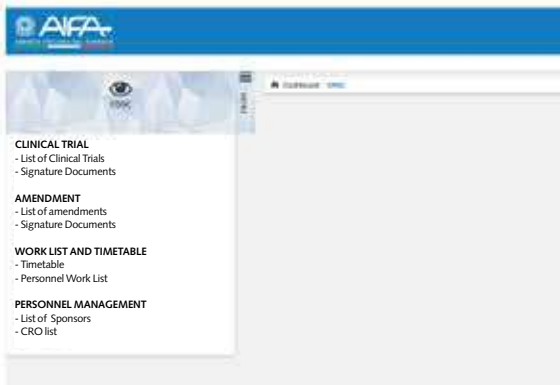 AIFA
CLINICAL TRIAL
- List of Clinical Trials
- Signature Documents
AMENDMENT
- List of amendments
- Signature Documents
WORK LIST AND TIMETABLE
- Timetable
- Personnel Work List
PERSONNEL MANAGEMENT
- List of Sponsors
- CRO list